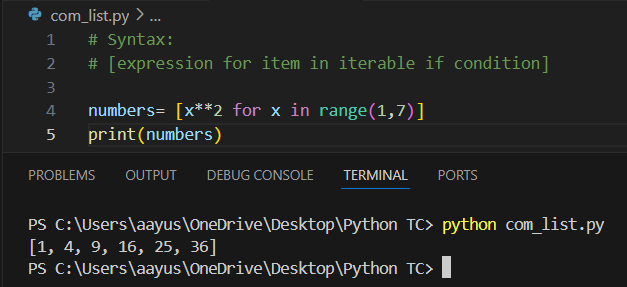 com_list.py > ...
1 # Syntax:
2 # [expression for item in iterable if condition]
3
4 numbers= [x**2 for x in range(1,7)]
5 print(numbers)
PROBLEMS OUTPUT DEBUG CONSOLE TERMINAL PORTS
PS C:\Users\aayus\OneDrive\Desktop\Python TC> python com_list.py
[1, 4, 9, 16, 25, 36]
PS C:\Users\aayus\OneDrive\Desktop\Python TC>